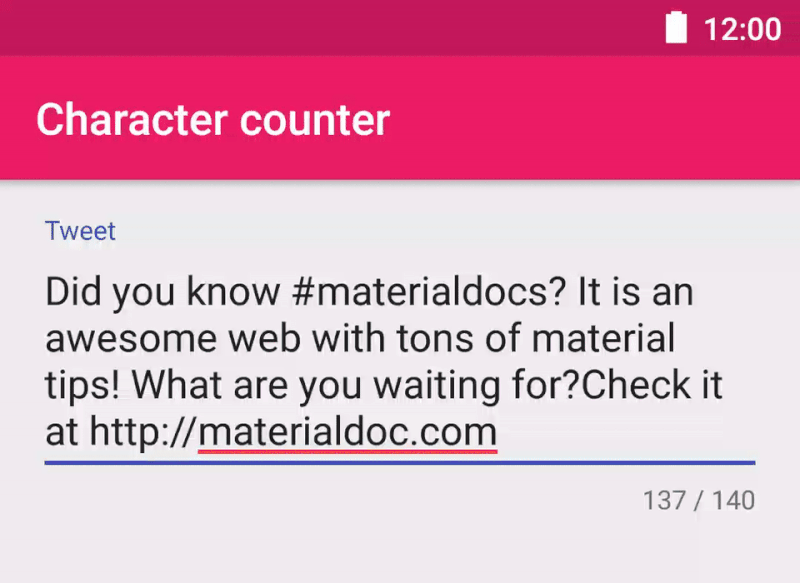 12:00
Character counter
Tweet
Did you know #materialdocs? It is an
awesome web with tons of material
tips! What are you waiting for?Check it
at http://materialdoc.com
137 / 140